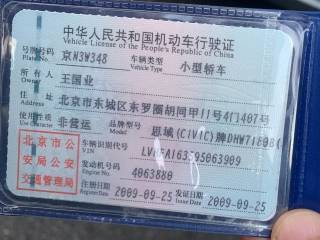 中华人民共和国机动车行驶证
Vehicle License of the People's Republic of China
号牌号码 京N3W348 车辆类型 小型轿车
Plate No. Vehicle Type
所有人 王国业
Owner
住址 北京市东城区东罗圈胡同甲11号4门407号
Address
使用性质 非营运 品牌型号 思域(CIVIC)牌DHW7180B
Use Character Model
北京市公安局公安交通管理局
车辆识别代号
VIN
发动机号码 4063880
Engine No.
注册日期 2009-09-25 发证日期 2009-09-25
Register Date Issue Date